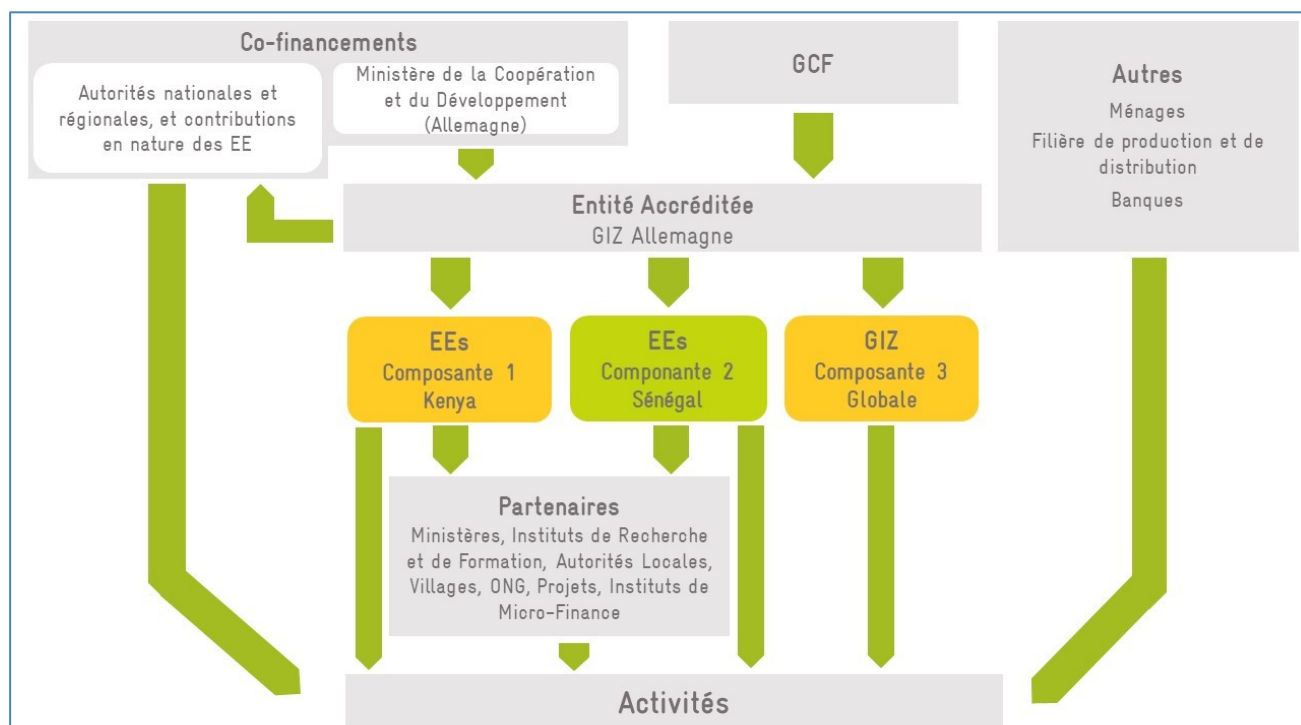 Co-financements
Autorités nationales et
régionales, et contributions
en nature des EE
Ministère de la Coopération
et du Développement
(Allemagne)
GCF
Autres
Ménages
Filière de production et de
distribution
Banques
Entité Accréditée
GIZ Allemagne
EEs
Composante 1
Kenya
EEs
Componante 2
Sénégal
GIZ
Composante 3
Globale
Partenaires
Ministères, Instituts de Recherche
et de Formation, Autorités Locales,
Villages, ONG, Projets, Instituts de
Micro-Finance
Activités